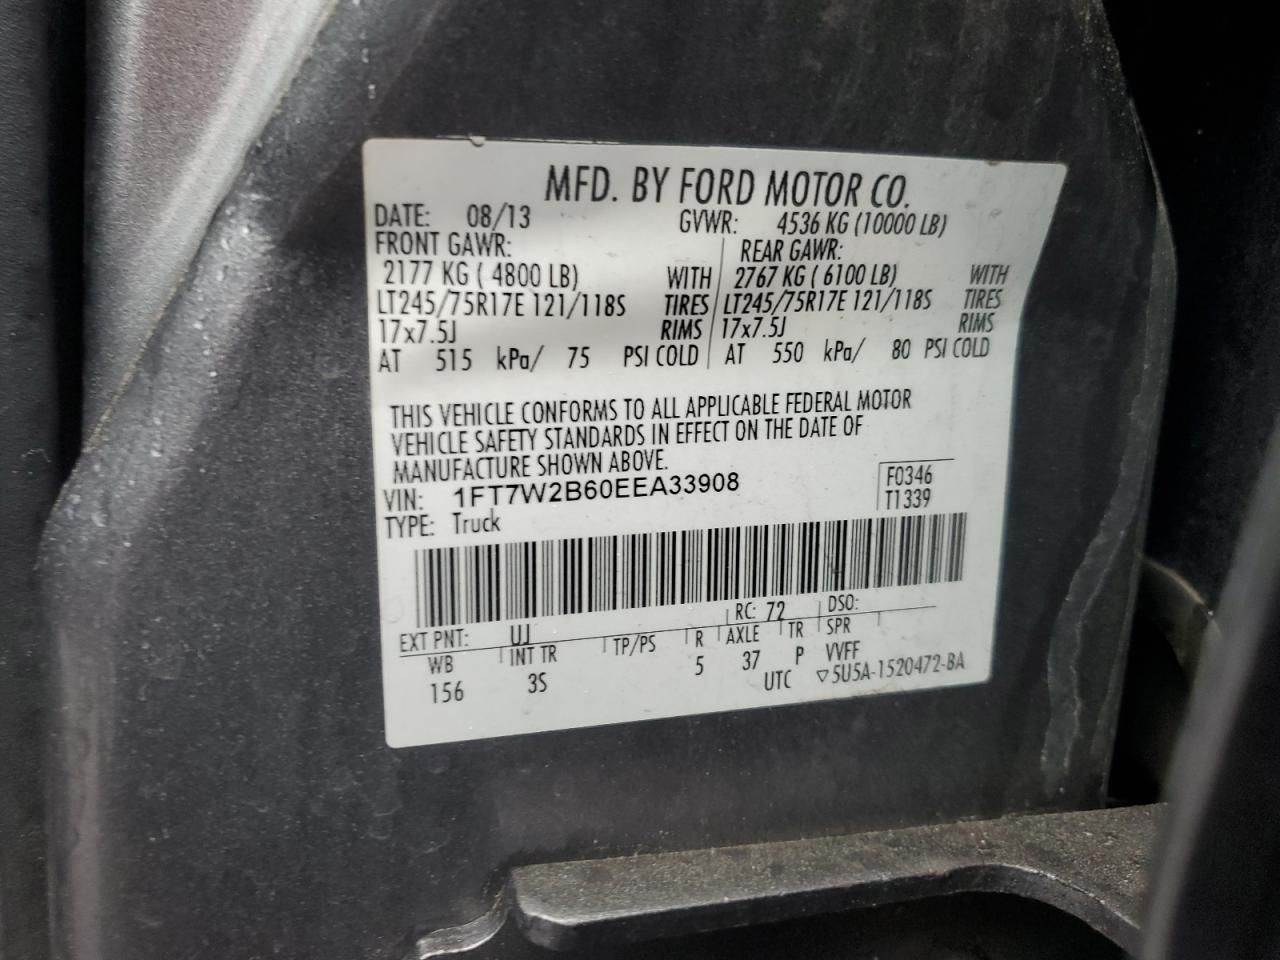 MFD. BY FORD MOTOR CO.
DATE: 08/13 GVWR: 4536 KG (10000 LB)
FRONT GAWR: REAR GAWR:
2177 KG ( 4800 LB) WITH 2767 KG ( 6100 LB) WITH
LT245/75R17E 121/118S TIRES LT245/75R17E 121/118S TIRES
17x7.5J RIMS 17x7.5J RIMS
AT 515 kPa/ 75 PSI COLD AT 550 kPa/ 80 PSI COLD
THIS VEHICLE CONFORMS TO ALL APPLICABLE FEDERAL MOTOR
VEHICLE SAFETY STANDARDS IN EFFECT ON THE DATE OF
MANUFACTURE SHOWN ABOVE.
VIN: 1FT7W2B60EEA33908 F0346
TYPE: Truck T1339
RC: 72 DSO:
EXT PNT: UJ
WB INT TR TP/PS R AXLE TR SPR
156 3S 5 37 P VVFF
UTC ▽5U5A-1520472-BA